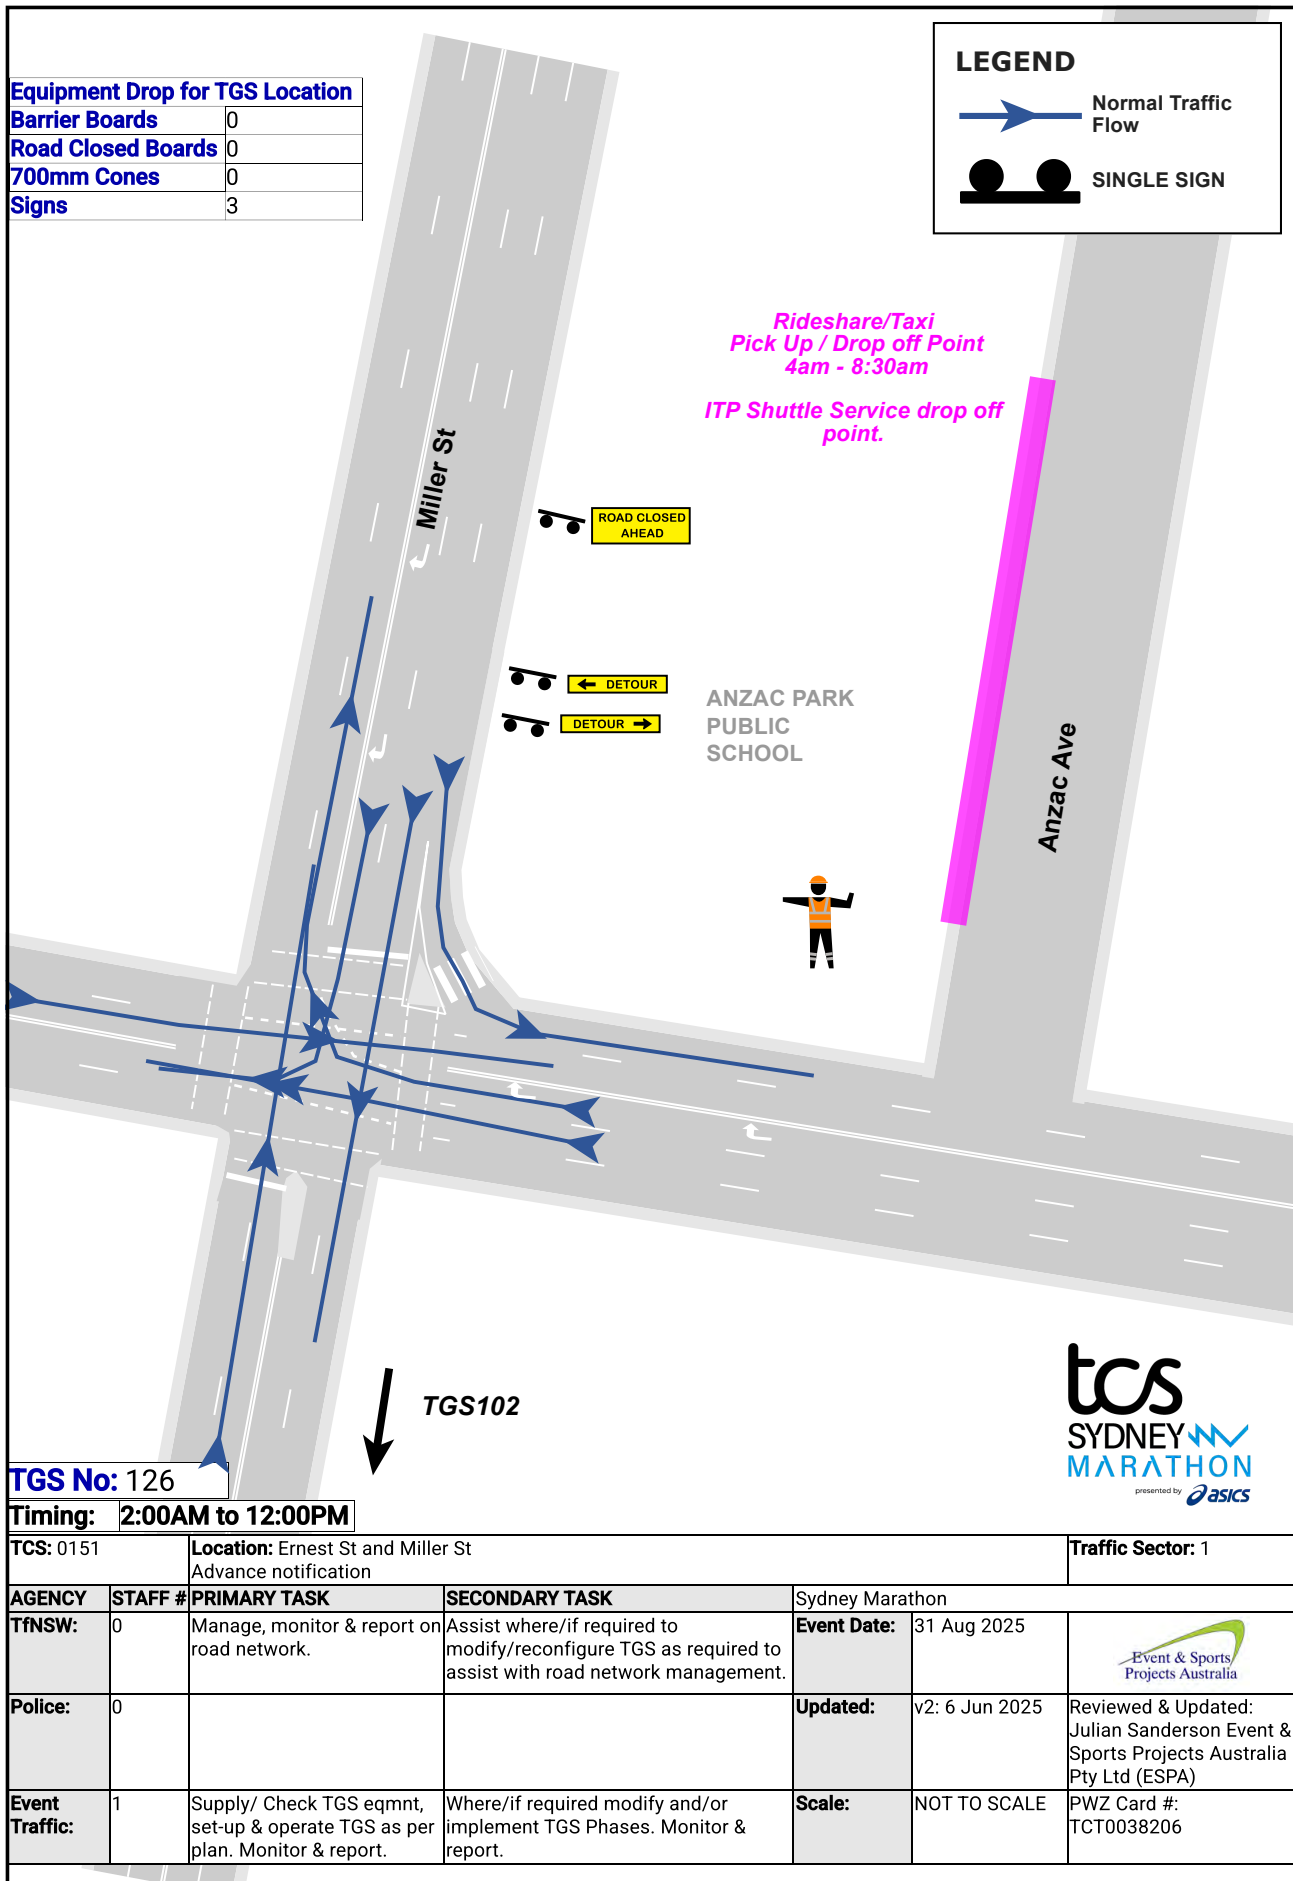 Equipment Drop for TGS Location
Barrier Boards 0
Road Closed Boards 0
700mm Cones 0
Signs 3
LEGEND
Normal Traffic
Flow
SINGLE SIGN
Rideshare/Taxi
Pick Up / Drop off Point
4am - 8:30am
ITP Shuttle Service drop off
point.
Miller St
ROAD CLOSED
AHEAD
DETOUR
DETOUR
ANZAC PARK
PUBLIC
SCHOOL
Anzac Ave
TGS102
tcs
SYDNEY
MARATHON
presented by asics
TGS No: 126
Timing: 2:00AM to 12:00PM
TCS: 0151
Location: Ernest St and Miller St
Advance notification
Traffic Sector: 1
AGENCY STAFF # PRIMARY TASK SECONDARY TASK Sydney Marathon
TfNSW: 0
Manage, monitor & report on
road network.
Assist where/if required to
modify/reconfigure TGS as required to
assist with road network management.
Event Date: 31 Aug 2025
Event & Sports
Projects Australia
Police: 0
Updated: v2: 6 Jun 2025
Reviewed & Updated:
Julian Sanderson Event &
Sports Projects Australia
Pty Ltd (ESPA)
Event
Traffic: 1
Supply/ Check TGS eqmnt,
set-up & operate TGS as per
plan. Monitor & report.
Where/if required modify and/or
implement TGS Phases. Monitor &
report.
Scale: NOT TO SCALE
PWZ Card #:
TCT0038206